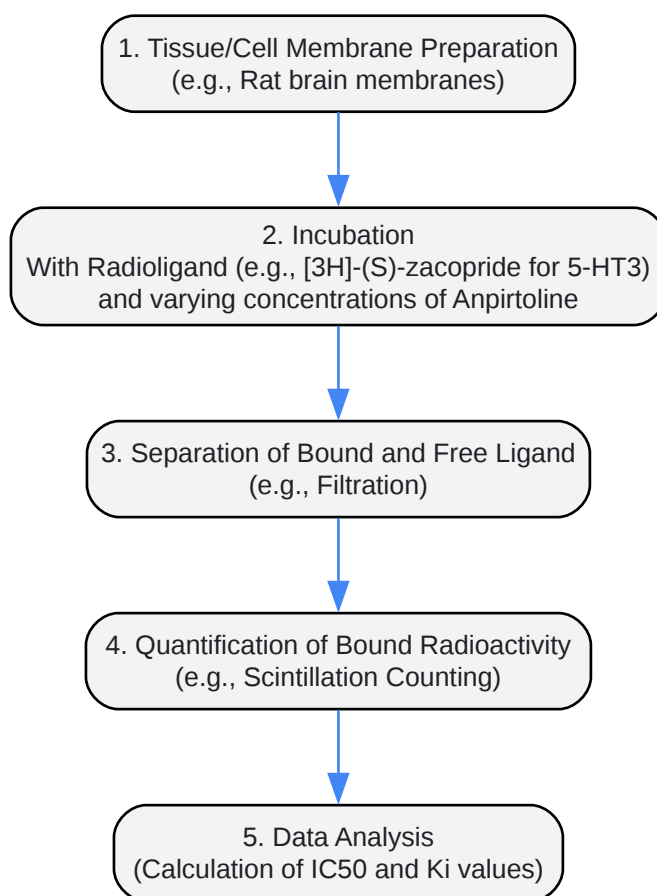 1. Tissue/Cell Membrane Preparation
(e.g., Rat brain membranes)
2. Incubation
With Radioligand (e.g., [3H]-(S)-zacopride for 5-HT3)
and varying concentrations of Anpirtoline
3. Separation of Bound and Free Ligand
(e.g., Filtration)
4. Quantification of Bound Radioactivity
(e.g., Scintillation Counting)
5. Data Analysis
(Calculation of IC50 and Ki values)